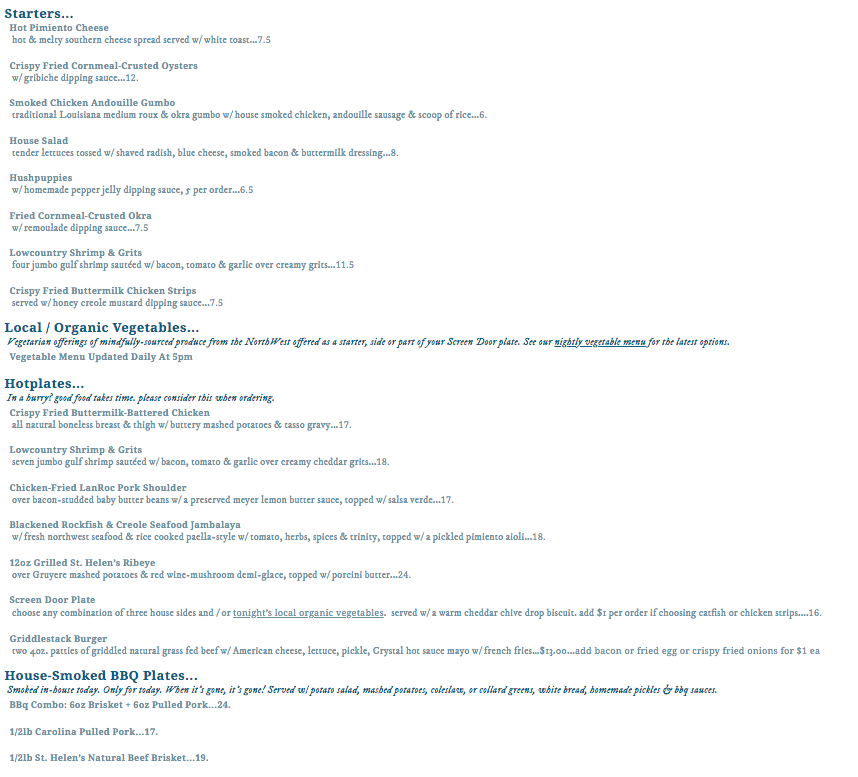 Starters...
Hot Pimiento Cheese
hot & melty southern cheese spread served w/ white toast...7.5
Crispy Fried Cornmeal-Crusted Oysters
w/ gribiche dipping sauce...12.
Smoked Chicken Andouille Gumbo
traditional Louisiana medium roux & okra gumbo w/ house smoked chicken, andouille sausage & scoop of rice...6.
House Salad
tender lettuces tossed w/ shaved radish, blue cheese, smoked bacon & buttermilk dressing...8.
Hushpuppies
w/ homemade pepper jelly dipping sauce, 5 per order...6.5
Fried Cornmeal-Crusted Okra
w/ remoulade dipping sauce...7.5
Lowcountry Shrimp & Grits
four jumbo gulf shrimp sautéed w/ bacon, tomato & garlic over creamy grits...11.5
Crispy Fried Buttermilk Chicken Strips
served w/ honey creole mustard dipping sauce...7.5
Local / Organic Vegetables...
Vegetarian offerings of mindfully-sourced produce from the NorthWest offered as a starter, side or part of your Screen Door plate. See our nightly vegetable menu for the latest options.
Vegetable Menu Updated Daily At 5pm
Hotplates...
In a hurry? good food takes time. please consider this when ordering.
Crispy Fried Buttermilk-Battered Chicken
all natural boneless breast & thigh w/ buttery mashed potatoes & tasso gravy...17.
Lowcountry Shrimp & Grits
seven jumbo gulf shrimp sautéed w/ bacon, tomato & garlic over creamy cheddar grits...18.
Chicken-Fried LanRoc Pork Shoulder
over bacon-studded baby butter beans w/ a preserved meyer lemon butter sauce, topped w/ salsa verde...17.
Blackened Rockfish & Creole Seafood Jambalaya
w/ fresh northwest seafood & rice cooked paella-style w/ tomato, herbs, spices & trinity, topped w/ a pickled pimiento aioli...18.
12oz Grilled St. Helen's Ribeye
over Gruyere mashed potatoes & red wine-mushroom demi-glace, topped w/ porcini butter...24.
Screen Door Plate
choose any combination of three house sides and / or tonight's local organic vegetables. served w/ a warm cheddar chive drop biscuit. add $1 per order if choosing catfish or chicken strips....16.
Griddlestack Burger
two 4oz. patties of griddled natural grass fed beef w/ American cheese, lettuce, pickle, Crystal hot sauce mayo w/ french fries...$13.00...add bacon or fried egg or crispy fried onions for $1 ea
House-Smoked BBQ Plates...
Smoked in-house today. Only for today. When it's gone, it's gone! Served w/ potato salad, mashed potatoes, coleslaw, or collard greens, white bread, homemade pickles & bbq sauces.
BBq Combo: 6oz Brisket + 6oz Pulled Pork...24.
1/2lb Carolina Pulled Pork...17.
1/2lb St. Helen's Natural Beef Brisket...19.